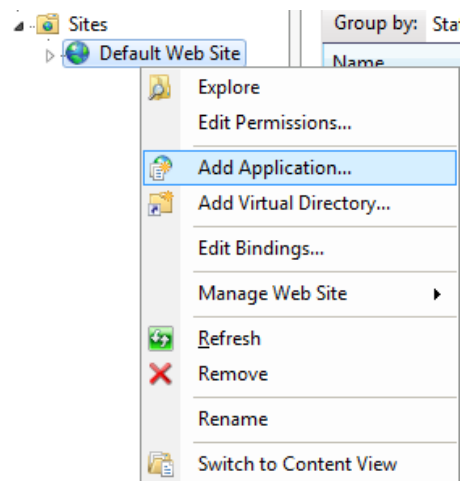 Sites
Group by: Sta
Default Web Site
Name
Explore
Edit Permissions...
Add Application...
Add Virtual Directory...
Edit Bindings...
Manage Web Site
Refresh
Remove
Rename
Switch to Content View